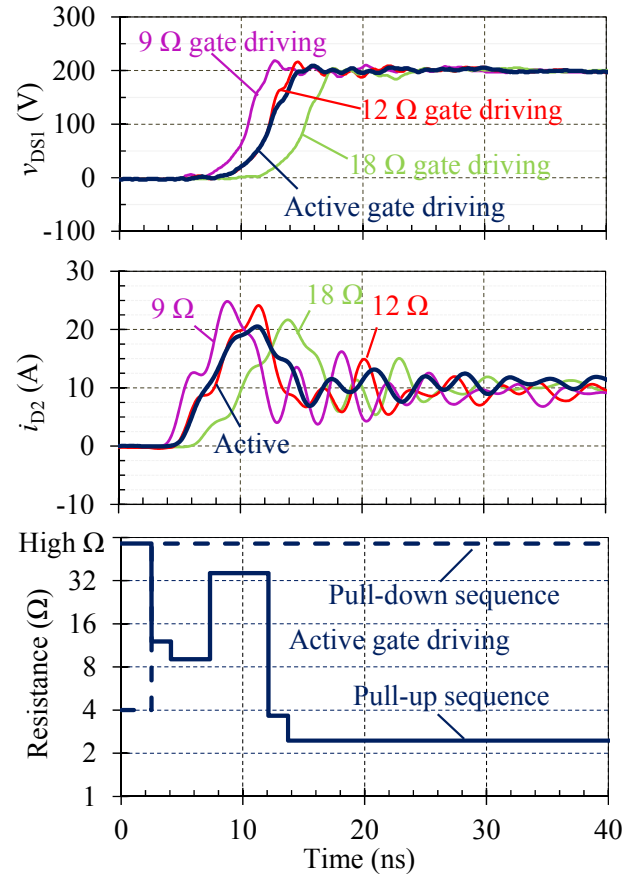 300
200
100
0
-100
v_DS1 (V)
9 Ω gate driving
12 Ω gate driving
18 Ω gate driving
Active gate driving
30
20
10
0
-10
i_D2 (A)
9 Ω
18 Ω
12 Ω
Active
High Ω
32
16
8
4
2
1
Resistance (Ω)
Pull-down sequence
Active gate driving
Pull-up sequence
0 10 20 30 40
Time (ns)